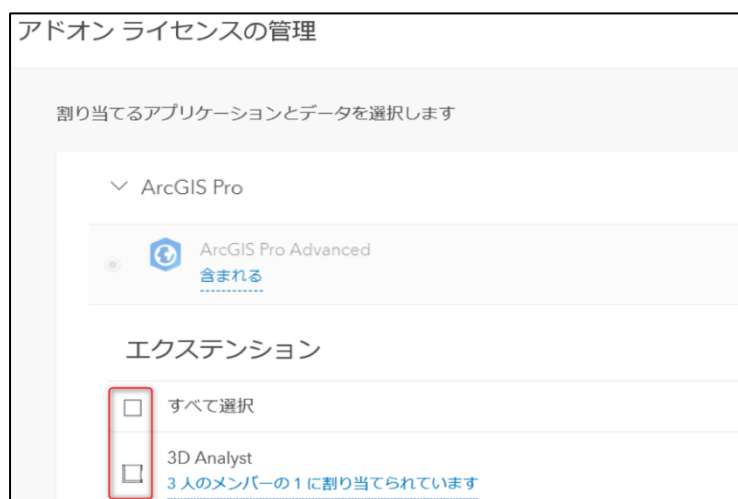 アドオン ライセンスの管理
割り当てるアプリケーションとデータを選択します
ArcGIS Pro
ArcGIS Pro Advanced
含まれる
エクステンション
すべて選択
3D Analyst
3 人のメンバーの 1 に割り当てられています